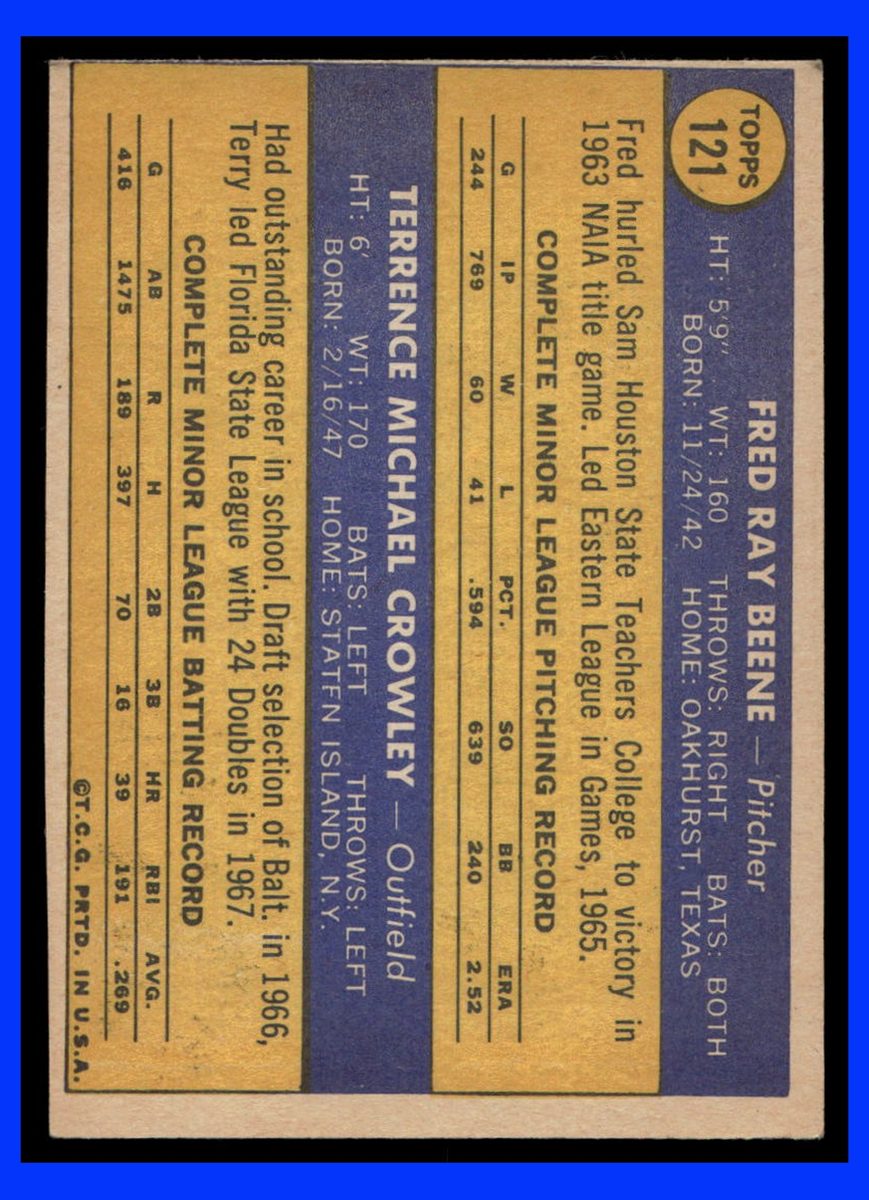 TOPPS
121
FRED RAY BEENE — Pitcher
HT: 5'9" WT: 160 THROWS: RIGHT BATS: BOTH
BORN: 11/24/42 HOME: OAKHURST, TEXAS
Fred hurled Sam Houston State Teachers College to victory in
1963 NAIA title game. Led Eastern League in Games, 1965.
COMPLETE MINOR LEAGUE PITCHING RECORD
G IP W L PCT. SO BB ERA
244 769 60 41 .594 639 240 2.52
TERRENCE MICHAEL CROWLEY — Outfield
HT: 6' WT: 170 BATS: LEFT THROWS: LEFT
BORN: 2/16/47 HOME: STATEN ISLAND, N.Y.
Had outstanding career in school. Draft selection of Balt. in 1966,
Terry led Florida State League with 24 Doubles in 1967.
COMPLETE MINOR LEAGUE BATTING RECORD
G AB R H 2B 3B HR RBI AVG.
416 1475 189 397 70 16 39 191 .269
©T.C.G. PRTD. IN U.S.A.